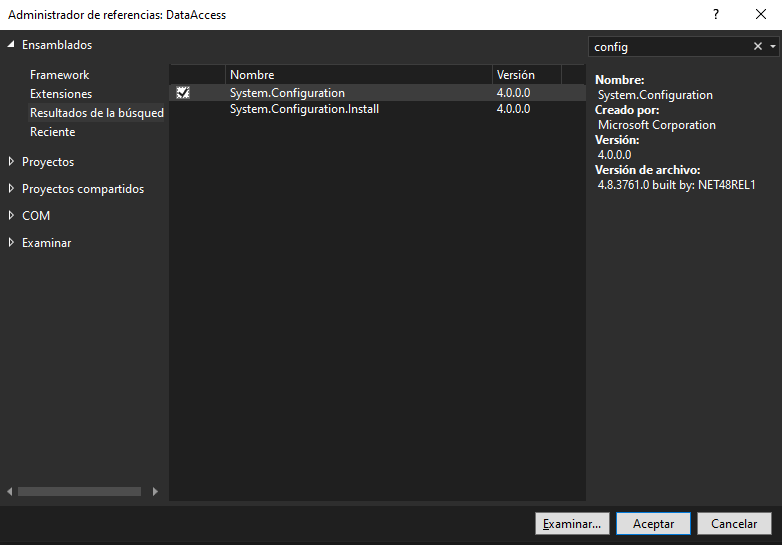 Administrador de referencias: DataAccess
Ensamblados
Framework
Extensiones
Resultados de la búsqued
Reciente
Proyectos
Proyectos compartidos
COM
Examinar
Nombre Versión
System.Configuration 4.0.0.0
System.Configuration.Install 4.0.0.0
config
Nombre:
System.Configuration
Creado por:
Microsoft Corporation
Versión:
4.0.0.0
Versión de archivo:
4.8.3761.0 built by: NET48REL1
Examinar... Aceptar Cancelar